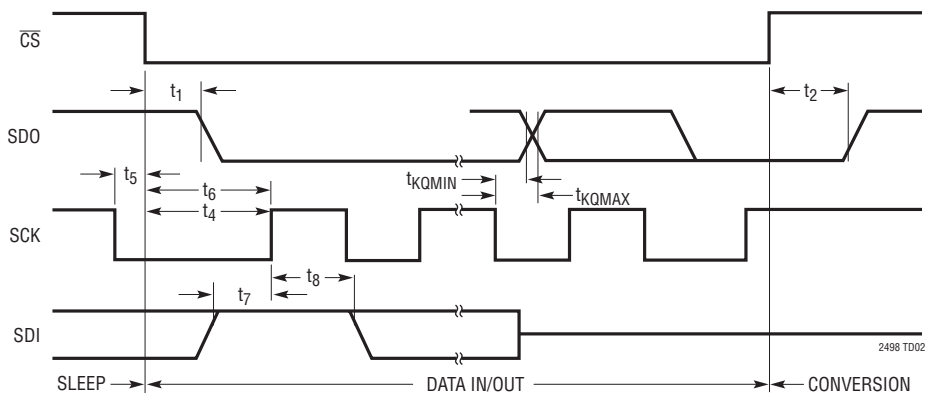 CS
t1
t2
SDO
t5
t6
tKQMIN
t4
tKQMAX
SCK
t8
t7
SDI
2498 TD02
SLEEP
DATA IN/OUT
CONVERSION